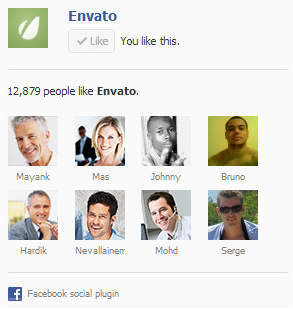 Envato
Like You like this.
12,879 people like Envato.
Mayank Mas Johnny Bruno
Hardik Nevallainem Mohd Serge
Facebook social plugin